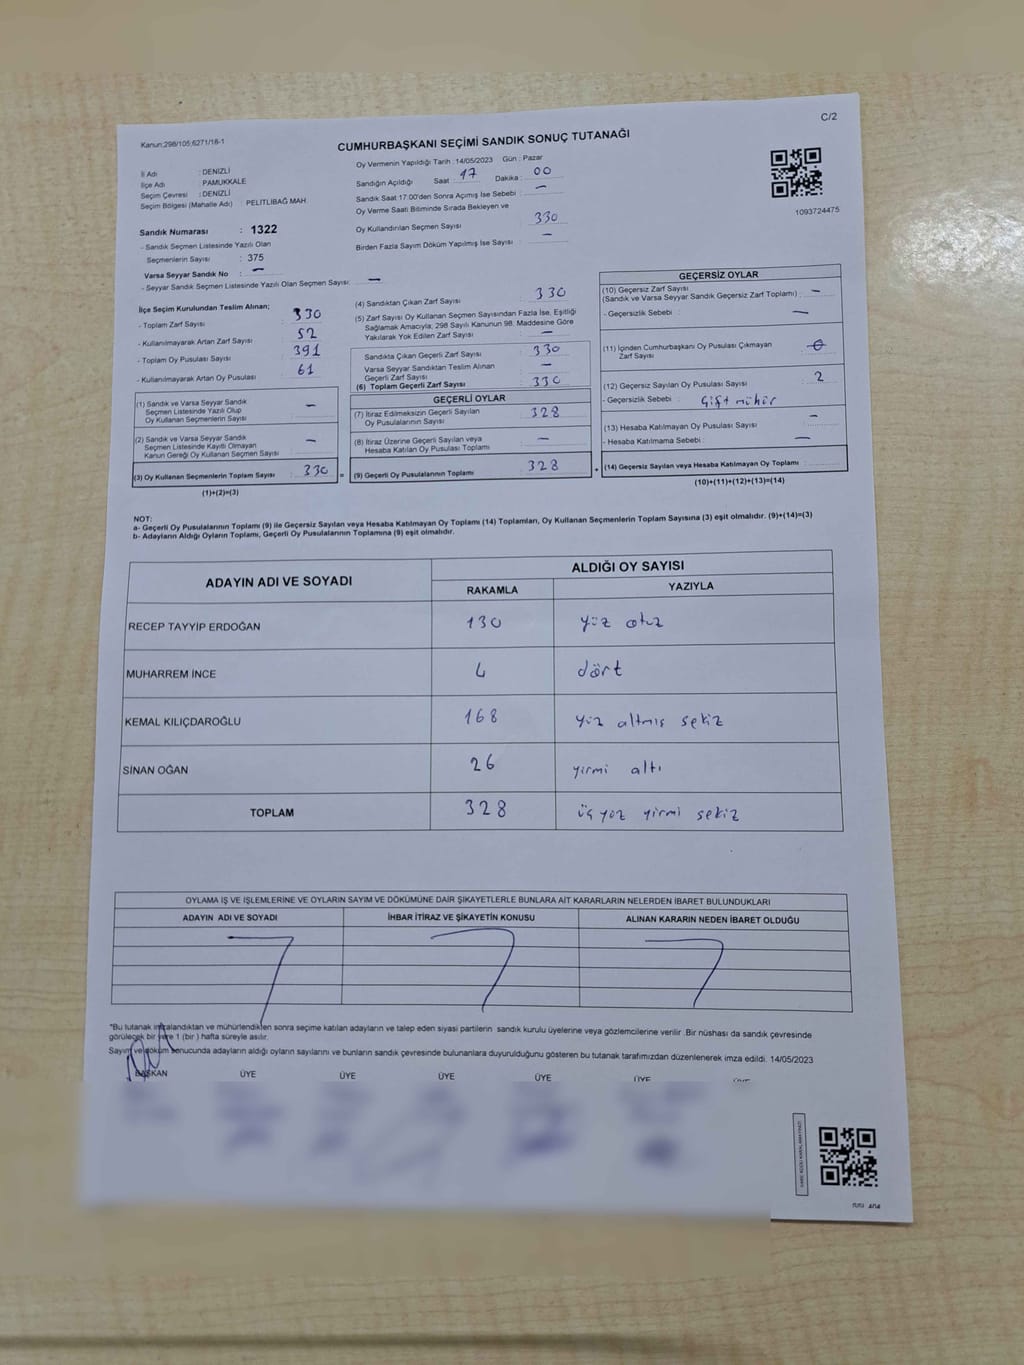 C/2
Kanun:298/105;6271/18-1
CUMHURBAŞKANI SEÇİMİ SANDIK SONUÇ TUTANAĞI
İl Adı : DENİZLİ
İlçe Adı : PAMUKKALE
Seçim Çevresi : DENİZLİ
Seçim Bölgesi (Mahalle Adı) : PELİTLİBAĞ MAH.
Sandık Numarası : 1322
- Sandık Seçmen Listesinde Yazılı Olan
Seçmenlerin Sayısı : 375
Varsa Seyyar Sandık No : –
- Seyyar Sandık Seçmen Listesinde Yazılı Olan Seçmen Sayısı: –
Oy Vermenin Yapıldığı Tarih :14/05/2023 Gün : Pazar
Sandığın Açıldığı Saat : 17 Dakika : 00
Sandık Saat 17:00'den Sonra Açımış İse Sebebi : –
Oy Verme Saati Bitiminde Sırada Bekleyen ve
Oy Kullandırılan Seçmen Sayısı : 330
Birden Fazla Sayım Döküm Yapılmış İse Sayısı : –
1093724475
İlçe Seçim Kurulundan Teslim Alınan;
- Toplam Zarf Sayısı : 330
- Kullanılmayarak Artan Zarf Sayısı : 52
- Toplam Oy Pusulası Sayısı : 391
- Kullanılmayarak Artan Oy Pusulası : 61
(1) Sandık ve Varsa Seyyar Sandık
Seçmen Listesinde Yazılı Olup
Oy Kullanan Seçmenlerin Sayısı –
(2) Sandık ve Varsa Seyyar Sandık
Seçmen Listesinde Kayıtlı Olmayan
Kanun Gereği Oy Kullanan Seçmen Sayısı –
(3) Oy Kullanan Seçmenlerin Toplam Sayısı : 330 =
(1)+(2)=(3)
(4) Sandıktan Çıkan Zarf Sayısı : 330
(5) Zarf Sayısı Oy Kullanan Seçmen Sayısından Fazla İse, Eşitliği
Sağlamak Amacıyla; 298 Sayılı Kanunun 98. Maddesine Göre
Yakılarak Yok Edilen Zarf Sayısı : –
Sandıkta Çıkan Geçerli Zarf Sayısı : 330
Varsa Seyyar Sandıktan Teslim Alınan
Geçerli Zarf Sayısı : –
(6) Toplam Geçerli Zarf Sayısı : 330
GEÇERLİ OYLAR
(7) İtiraz Edilmeksizin Geçerli Sayılan
Oy Pusulasının Sayısı : 328
(8) İtiraz Üzerine Geçerli Sayılan veya
Hesaba Katılan Oy Pusulası Toplamı : –
(9) Geçerli Oy Pusulalarının Toplamı : 328 +
GEÇERSİZ OYLAR
(10) Geçersiz Zarf Sayısı
(Sandık ve Varsa Seyyar Sandık Geçersiz Zarf Toplamı) : –
- Geçersizlik Sebebi : –
(11) İçinden Cumhurbaşkanı Oy Pusulası Çıkmayan
Zarf Sayısı : 0
(12) Geçersiz Sayılan Oy Pusulası Sayısı : 2
- Geçersizlik Sebebi : Çift mühür
(13) Hesaba Katılmayan Oy Pusulası Sayısı : –
- Hesaba Katılmama Sebebi : –
(14) Geçersiz Sayılan veya Hesaba Katılmayan Oy Toplamı :
(10)+(11)+(12)+(13)=(14)
NOT:
a- Geçerli Oy Pusulalarının Toplamı (9) ile Geçersiz Sayılan veya Hesaba Katılmayan Oy Toplamı (14) Toplamları, Oy Kullanan Seçmenlerin Toplam Sayısına (3) eşit olmalıdır. (9)+(14)=(3)
b- Adayların Aldığı Oyların Toplamı, Geçerli Oy Pusulalarının Toplamına (9) eşit olmalıdır.
ADAYIN ADI VE SOYADI
ALDIĞI OY SAYISI
RAKAMLA YAZIYLA
RECEP TAYYİP ERDOĞAN 130 yüz otuz
MUHARREM İNCE 4 dört
KEMAL KILIÇDAROĞLU 168 yüz altmış sekiz
SİNAN OĞAN 26 yirmi altı
TOPLAM 328 üç yüz yirmi sekiz
OYLAMA İŞ VE İŞLEMLERİNE VE OYLARIN SAYIM VE DÖKÜMÜNE DAİR ŞİKAYETLERLE BUNLARA AİT KARARLARIN NELERDEN İBARET BULUNDUKLARI
ADAYIN ADI VE SOYADI İHBAR İTİRAZ VE ŞİKAYETİN KONUSU ALINAN KARARIN NEDEN İBARET OLDUĞU
"Bu tutanak imzalandıktan ve mühürlendikten sonra seçime katılan adayların ve talep eden siyasi partilerin sandık kurulu üyelerine veya gözlemcilerine verilir .Bir nüshası da sandık çevresinde
görülecek bir yere 1 (bir ) hafta süreyle asılır.
Sayım ve döküm sonucunda adayların aldığı oyların sayılarını ve bunların sandık çevresinde bulunanlara duyurulduğunu gösteren bu tutanak tarafımızdan düzenlenerek imza edildi. 14/05/2023
BAŞKAN ÜYE ÜYE ÜYE ÜYE ÜYE